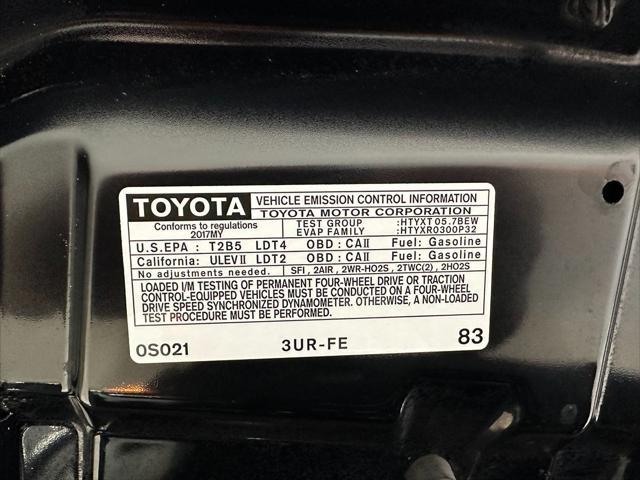 TOYOTA
VEHICLE EMISSION CONTROL INFORMATION
TOYOTA MOTOR CORPORATION
Conforms to regulations
2017MY
TEST GROUP :HTYXT05.7BEW
EVAP FAMILY :HTYXR0300P32
U.S.EPA : T2B5 LDT4 OBD : CAⅡ Fuel: Gasoline
California: ULEVⅡ LDT2 OBD : CAⅡ Fuel: Gasoline
No adjustments needed. SFI , 2AIR , 2WR-HO2S , 2TWC(2) , 2HO2S
LOADED I/M TESTING OF PERMANENT FOUR-WHEEL DRIVE OR TRACTION
CONTROL-EQUIPPED VEHICLES MUST BE CONDUCTED ON A FOUR-WHEEL
DRIVE SPEED SYNCHRONIZED DYNAMOMETER. OTHERWISE, A NON-LOADED
TEST PROCEDURE MUST BE PERFORMED.
0S021 3UR-FE 83